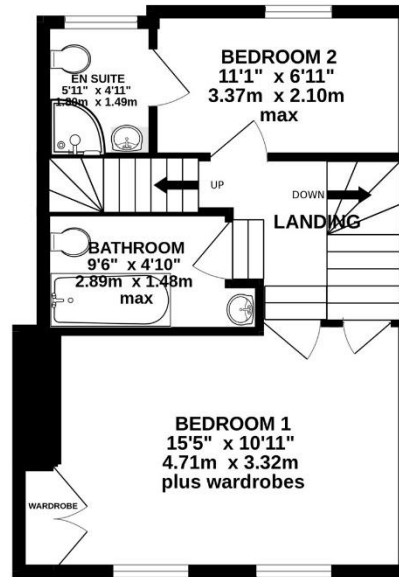 BEDROOM 2
11'1" x 6'11"
3.37m x 2.10m
max
EN SUITE
5'11" x 4'11"
1.80m x 1.49m
UP
DOWN
LANDING
BATHROOM
9'6" x 4'10"
2.89m x 1.48m
max
BEDROOM 1
15'5" x 10'11"
4.71m x 3.32m
plus wardrobes
WARDROBE